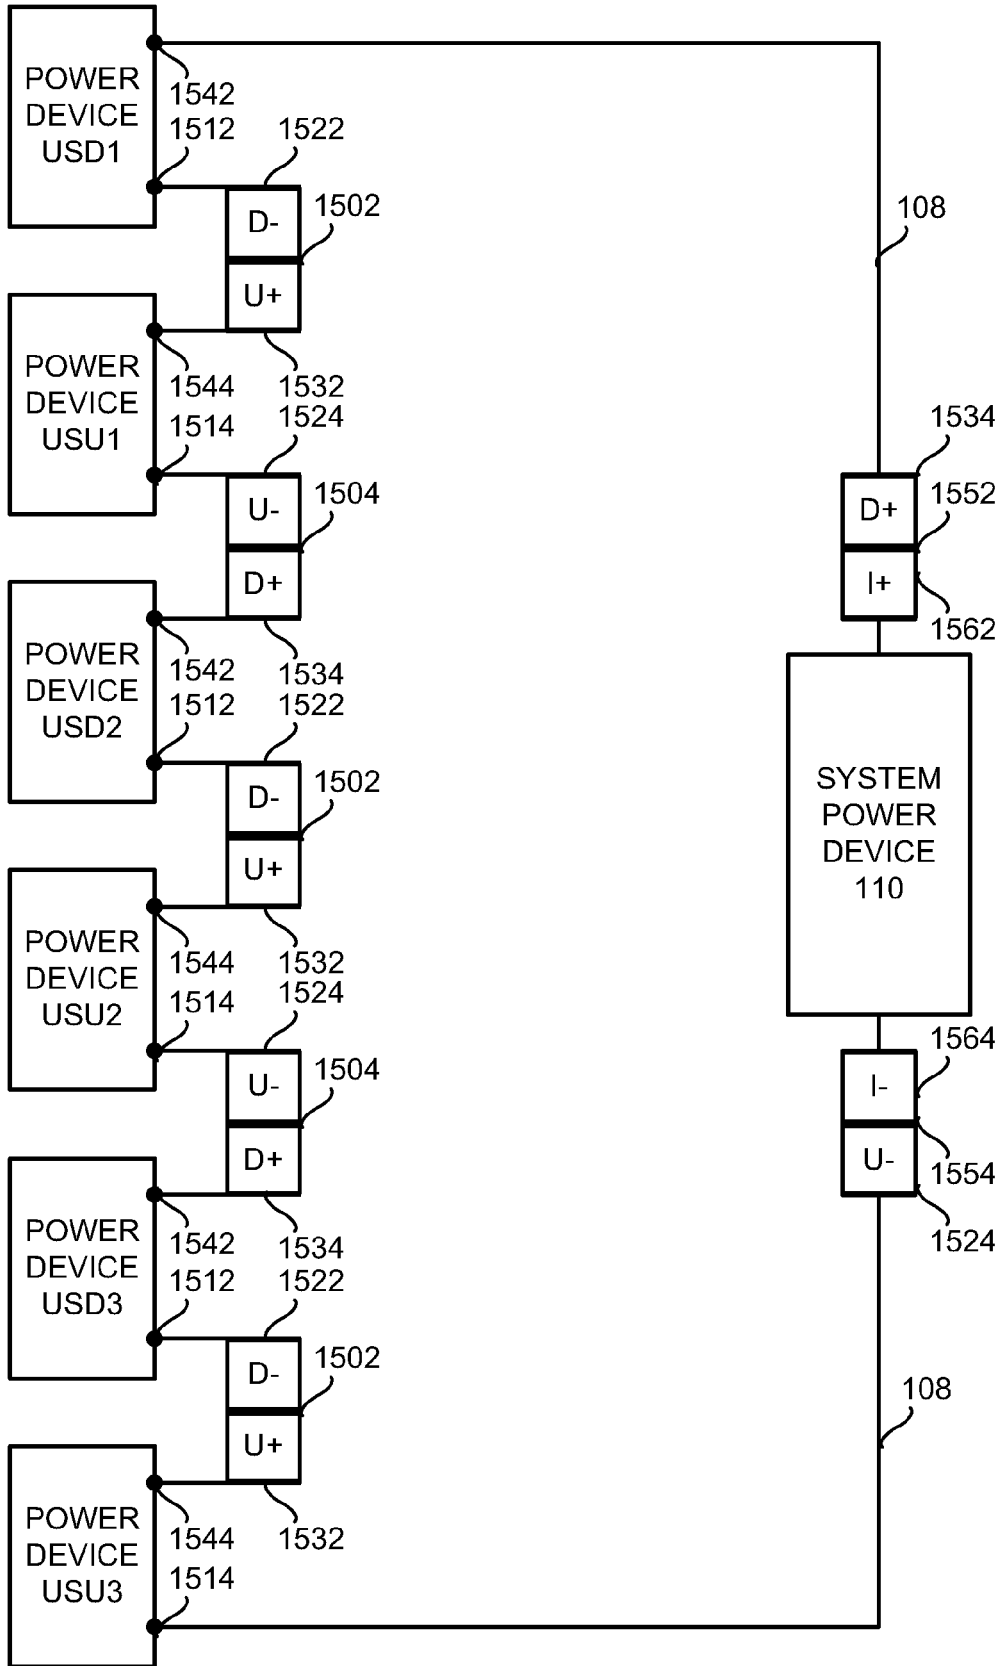 POWER
DEVICE
USD1
1542
1512
1522
D-
1502
U+
108
POWER
DEVICE
USU1
1544
1514
1532
1524
U-
1504
D+
1534
D+
1552
I+
1562
POWER
DEVICE
USD2
1542
1512
1534
1522
D-
1502
U+
SYSTEM
POWER
DEVICE
110
POWER
DEVICE
USU2
1544
1514
1532
1524
U-
1504
D+
1564
I-
U-
1554
1524
POWER
DEVICE
USD3
1542
1512
1534
1522
D-
1502
U+
108
POWER
DEVICE
USU3
1544
1514
1532